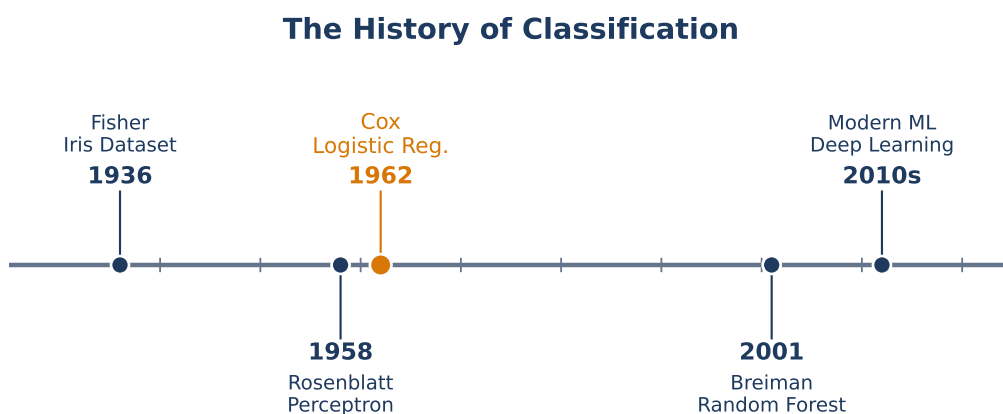 The History of Classification
Fisher
Iris Dataset
1936
Cox
Logistic Reg.
1962
Modern ML
Deep Learning
2010s
1958
Rosenblatt
Perceptron
2001
Breiman
Random Forest